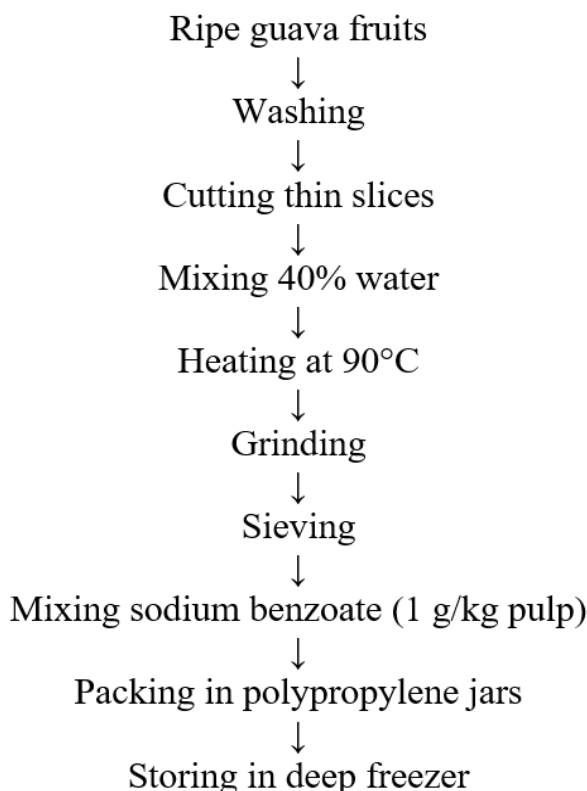 Ripe guava fruits
↓
Washing
↓
Cutting thin slices
↓
Mixing 40% water
↓
Heating at 90°C
↓
Grinding
↓
Sieving
↓
Mixing sodium benzoate (1 g/kg pulp)
↓
Packing in polypropylene jars
↓
Storing in deep freezer